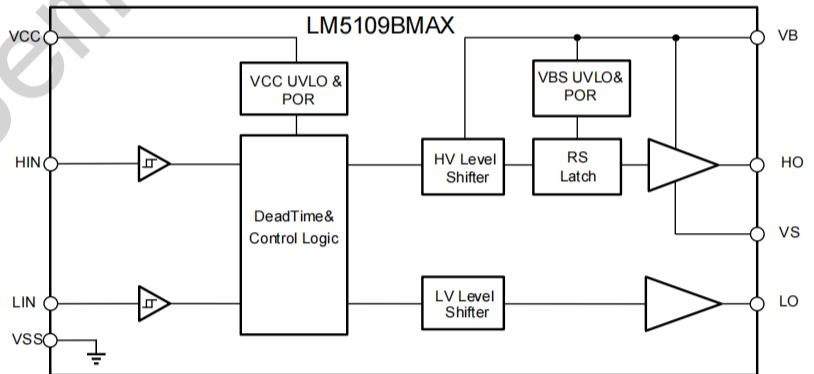 LM5109BMAX
VCC
VB
VCC UVLO &
POR
VBS UVLO&
POR
HIN
HV Level
Shifter
RS
Latch
HO
DeadTime&
Control Logic
VS
LIN
LV Level
Shifter
LO
VSS